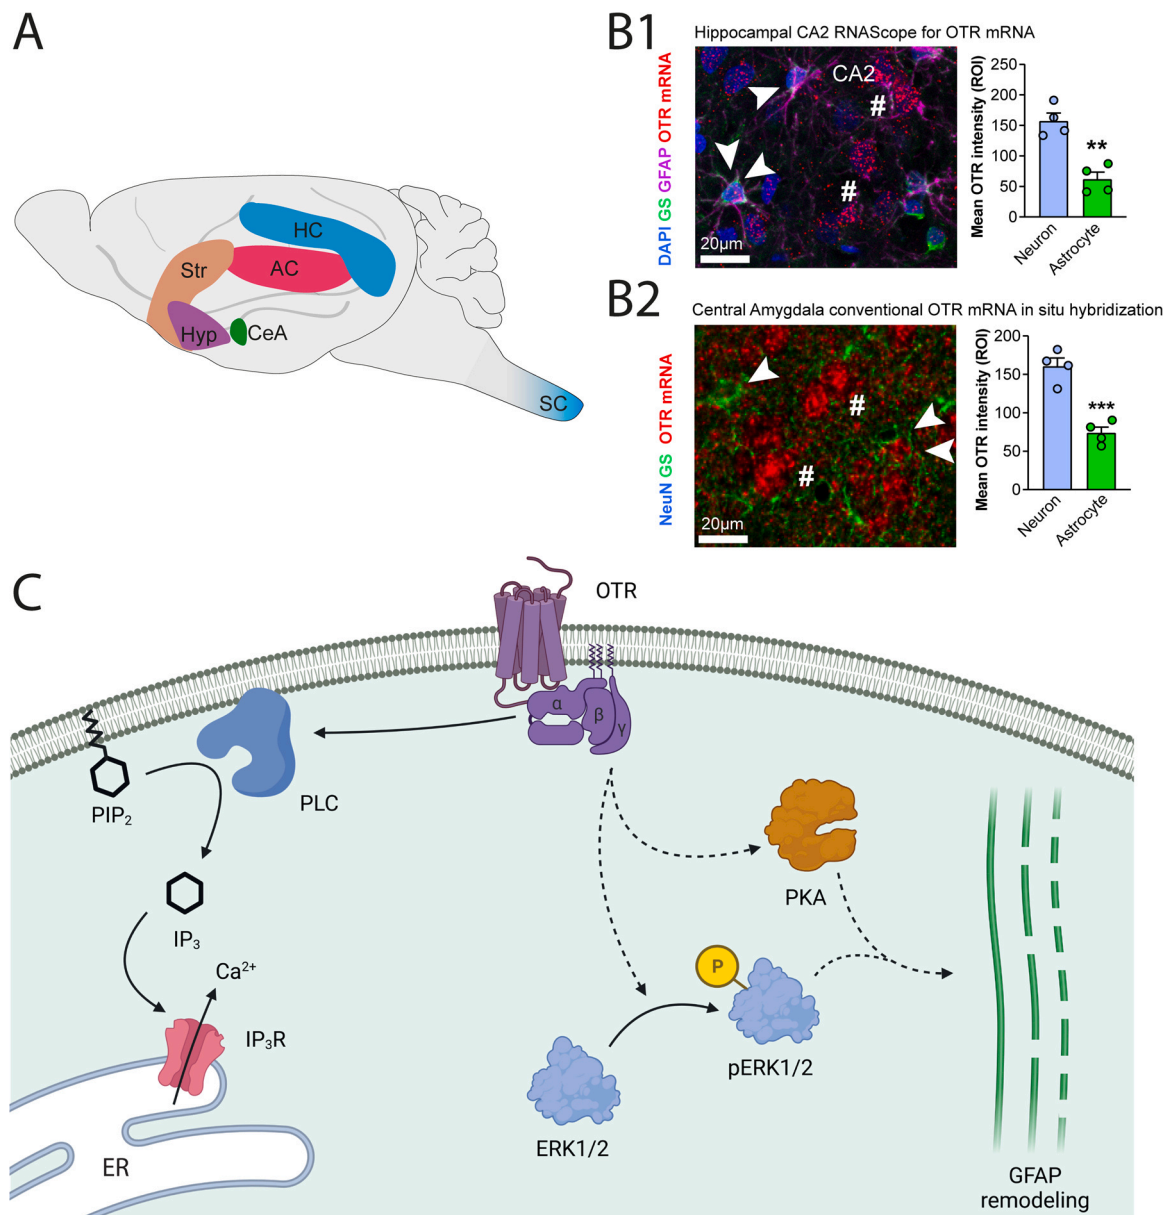 A
HC
Str
AC
Hyp
CeA
SC
B1
Hippocampal CA2 RNAScope for OTR mRNA
DAPI GS GFAP OTR mRNA
CA2
#
#
20μm
Mean OTR intensity (ROI)
250
200
150
100
50
0
**
Neuron
Astrocyte
B2
Central Amygdala conventional OTR mRNA in situ hybridization
NeuN GS OTR mRNA
#
#
20μm
Mean OTR intensity (ROI)
200
150
100
50
0
***
Neuron
Astrocyte
C
OTR
α
β
γ
PIP₂
PLC
IP₃
Ca²⁺
IP₃R
ER
PKA
P
pERK1/2
ERK1/2
GFAP
remodeling